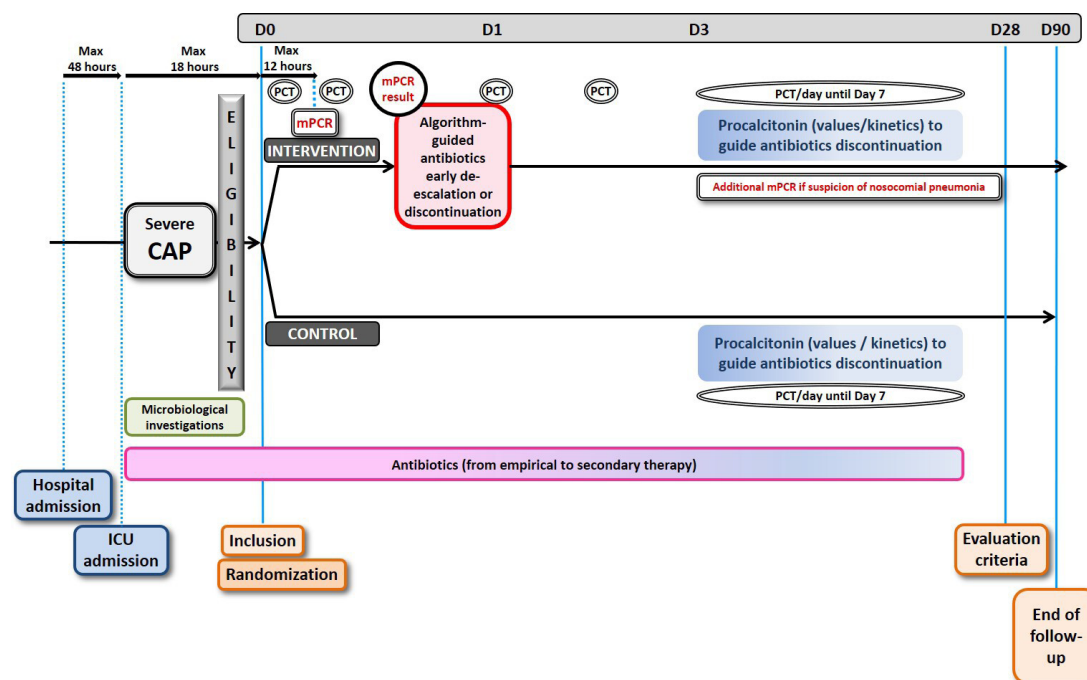 D0
D1
D3
D28
D90
Max
48 hours
Max
18 hours
Max
12 hours
PCT
PCT
mPCR
result
PCT
PCT
PCT/day until Day 7
mPCR
INTERVENTION
Algorithm-
guided
antibiotics
early de-
escalation or
discontinuation
Procalcitonin (values/kinetics) to
guide antibiotics discontinuation
Additional mPCR if suspicion of nosocomial pneumonia
Severe
CAP
E
L
I
G
I
B
I
L
I
T
Y
CONTROL
Procalcitonin (values / kinetics) to
guide antibiotics discontinuation
PCT/day until Day 7
Microbiological
investigations
Antibiotics (from empirical to secondary therapy)
Hospital
admission
ICU
admission
Inclusion
Randomization
Evaluation
criteria
End of
follow-
up